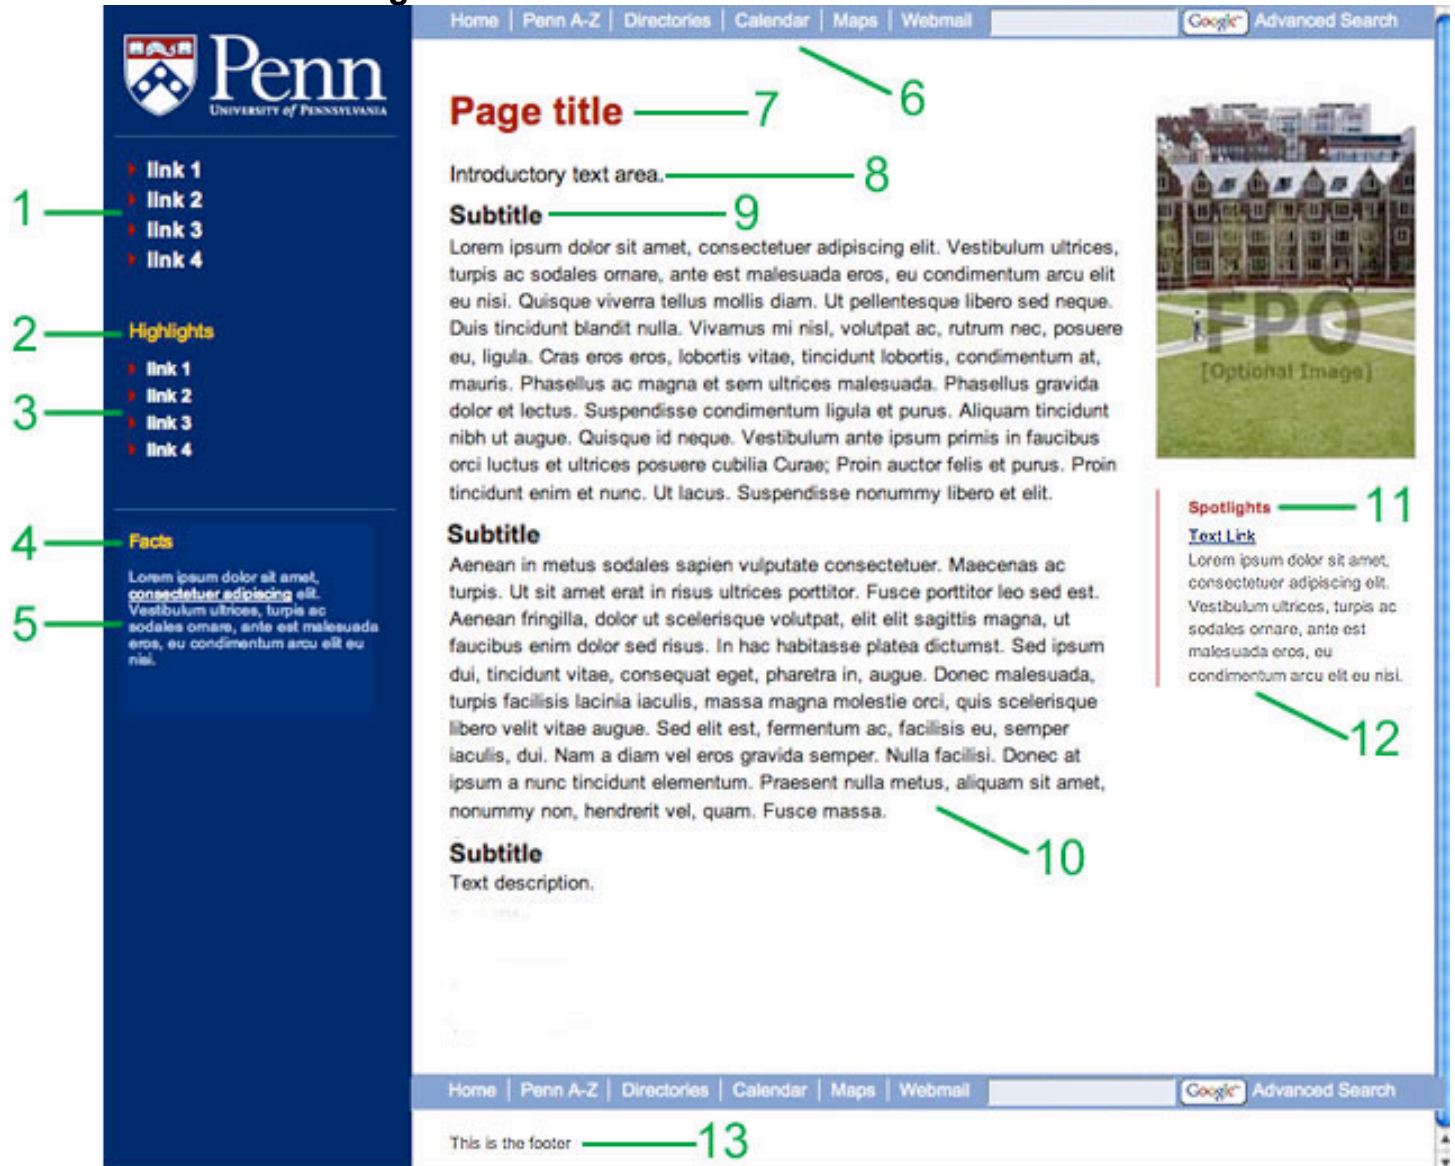 Penn
UNIVERSITY of PENNSYLVANIA
link 1
link 2
link 3
link 4
1
Highlights
2
link 1
link 2
link 3
link 4
3
Facts
4
Lorem ipsum dolor sit amet,
consectetuer adipiscing elit.
Vestibulum ultrices, turpis ac
sodales ornare, ante est malesuada
eros, eu condimentum arcu elit eu
nisi.
5
Home | Penn A-Z | Directories | Calendar | Maps | Webmail Google Advanced Search
6
Page title 7
Introductory text area. 8
Subtitle 9
Lorem ipsum dolor sit amet, consectetuer adipiscing elit. Vestibulum ultrices,
turpis ac sodales ornare, ante est malesuada eros, eu condimentum arcu elit
eu nisi. Quisque viverra tellus mollis diam. Ut pellentesque libero sed neque.
Duis tincidunt blandit nulla. Vivamus mi nisl, volutpat ac, rutrum nec, posuere
eu, ligula. Cras eros eros, lobortis vitae, tincidunt lobortis, condimentum at,
mauris. Phasellus ac magna et sem ultrices malesuada. Phasellus gravida
dolor et lectus. Suspendisse condimentum ligula et purus. Aliquam tincidunt
nibh ut augue. Quisque id neque. Vestibulum ante ipsum primis in faucibus
orci luctus et ultrices posuere cubilia Curae; Proin auctor felis et purus. Proin
tincidunt enim et nunc. Ut lacus. Suspendisse nonummy libero et elit.
Subtitle
Aenean in metus sodales sapien vulputate consectetuer. Maecenas ac
turpis. Ut sit amet erat in risus ultrices porttitor. Fusce porttitor leo sed est.
Aenean fringilla, dolor ut scelerisque volutpat, elit elit sagittis magna, ut
faucibus enim dolor sed risus. In hac habitasse platea dictumst. Sed ipsum
dui, tincidunt vitae, consequat eget, pharetra in, augue. Donec malesuada,
turpis facilisis lacinia iaculis, massa magna molestie orci, quis scelerisque
libero velit vitae augue. Sed elit est, fermentum ac, facilisis eu, semper
iaculis, dui. Nam a diam vel eros gravida semper. Nulla facilisi. Donec at
ipsum a nunc tincidunt elementum. Praesent nulla metus, aliquam sit amet,
nonummy non, hendrerit vel, quam. Fusce massa.
10
Subtitle
Text description.
FPO
[Optional Image]
Spotlights 11
Text Link
Lorem ipsum dolor sit amet,
consectetuer adipiscing elit.
Vestibulum ultrices, turpis ac
sodales ornare, ante est
malesuada eros, eu
condimentum arcu elit eu nisi.
12
Home | Penn A-Z | Directories | Calendar | Maps | Webmail Google Advanced Search
This is the footer 13